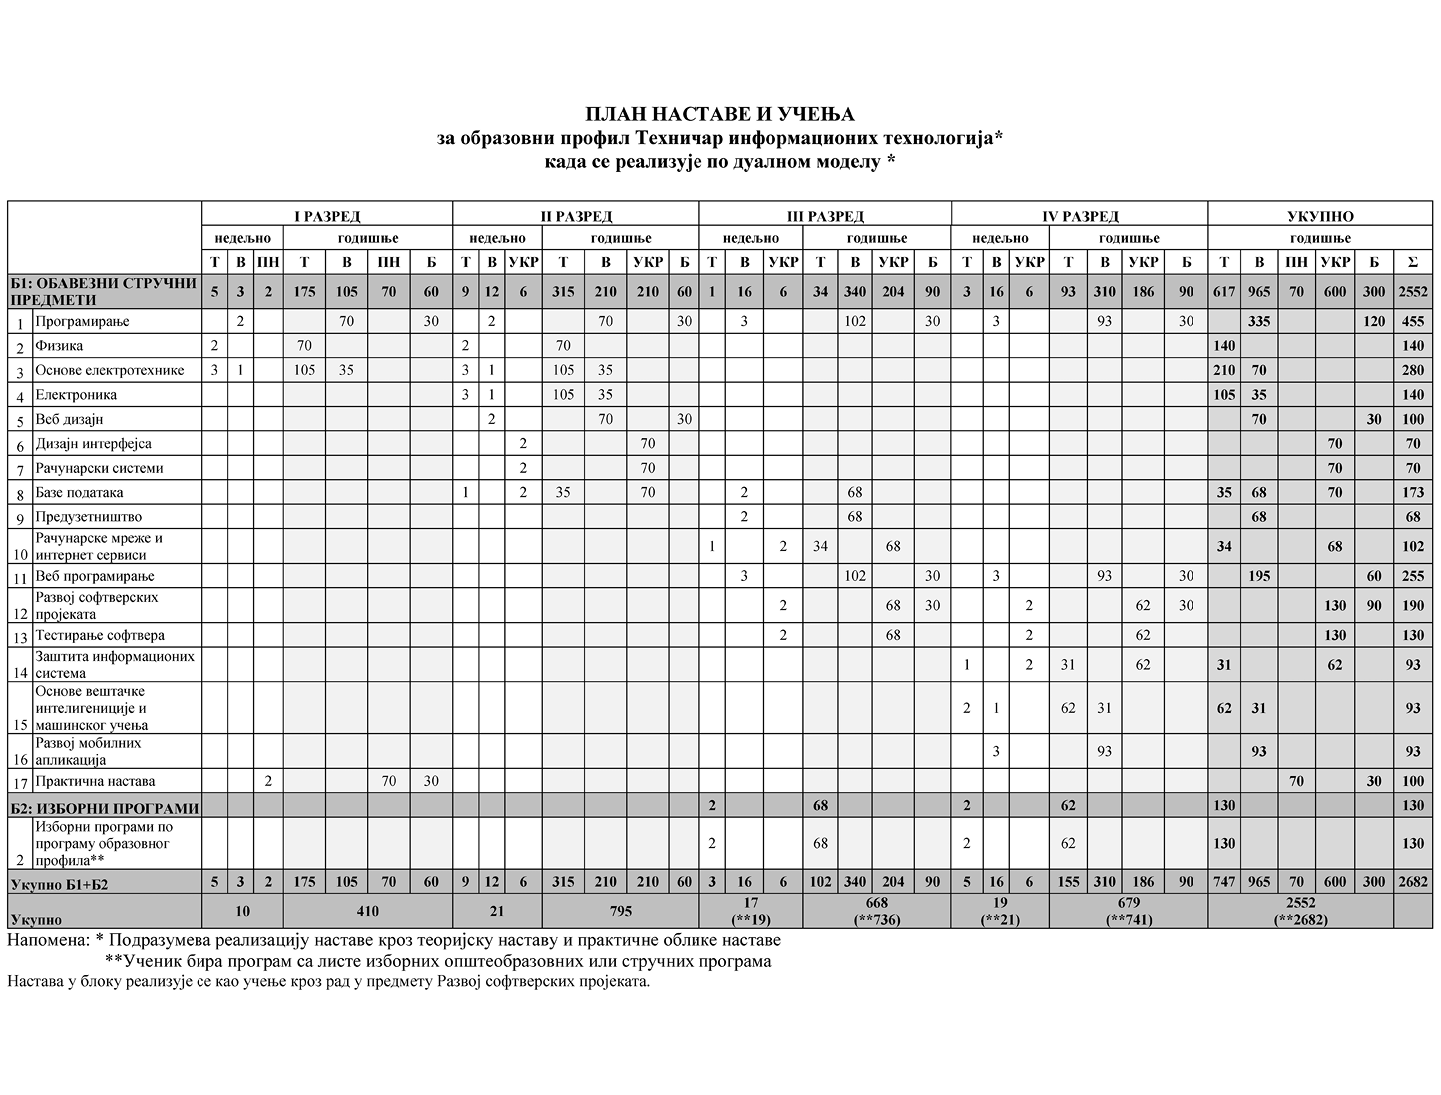 ПЛАН НАСТАВЕ И УЧЕЊА
за образовни профил Техничар информационих технологија*
када се реализује по дуалном моделу *
I РАЗРЕД II РАЗРЕД III РАЗРЕД IV РАЗРЕД УКУПНО
недељно годишње недељно годишње недељно годишње недељно годишње годишње
Т В ПН Т В ПН Б Т В УКР Т В УКР Б Т В УКР Т В УКР Б Т В УКР Т В УКР Б Т В ПН УКР Б Σ
Б1: ОБАВЕЗНИ СТРУЧНИ
ПРЕДМЕТИ 5 3 2 175 105 70 60 9 12 6 315 210 210 60 1 16 6 34 340 204 90 3 16 6 93 310 186 90 617 965 70 600 300 2552
1 Програмирање 2 70 30 2 70 30 3 102 30 3 93 30 335 120 455
2 Физика 2 70 2 70 140 140
3 Основе електротехнике 3 1 105 35 3 1 105 35 210 70 280
4 Електроника 3 1 105 35 105 35 140
5 Веб дизајн 2 70 30 70 30 100
6 Дизајн интерфејса 2 70 70 70
7 Рачунарски системи 2 70 70 70
8 Базе података 1 2 35 70 2 68 35 68 70 173
9 Предузетништво 2 68 68 68
Рачунарске мреже и
10 интернет сервиси 1 2 34 68 34 68 102
11 Веб програмирање 3 102 30 3 93 30 195 60 255
Развој софтверских
12 пројеката 2 68 30 2 62 30 130 90 190
13 Тестирање софтвера 2 68 2 62 130 130
Заштита информационих
14 система 1 2 31 62 31 62 93
Основе вештачке
интелигениције и
15 машинског учења 2 1 62 31 62 31 93
Развој мобилних
16 апликација 3 93 93 93
17 Практична настава 2 70 30 70 30 100
Б2: ИЗБОРНИ ПРОГРАМИ 2 68 2 62 130 130
Изборни програми по
програму образовног 2 68 2 62 130 130
2 профила**
Укупно Б1+Б2 5 3 2 175 105 70 60 9 12 6 315 210 210 60 3 16 6 102 340 204 90 5 16 6 155 310 186 90 747 965 70 600 300 2682
Укупно 10 410 21 795 17 668 19 679 2552
(**19) (**736) (**21) (**741) (**2682)
Напомена: * Подразумева реализацију наставе кроз теоријску наставу и практичне облике наставе
**Ученик бира програм са листе изборних општеобразовних или стручних програма
Настава у блоку реализује се као учење кроз рад у предмету Развој софтверских пројеката.